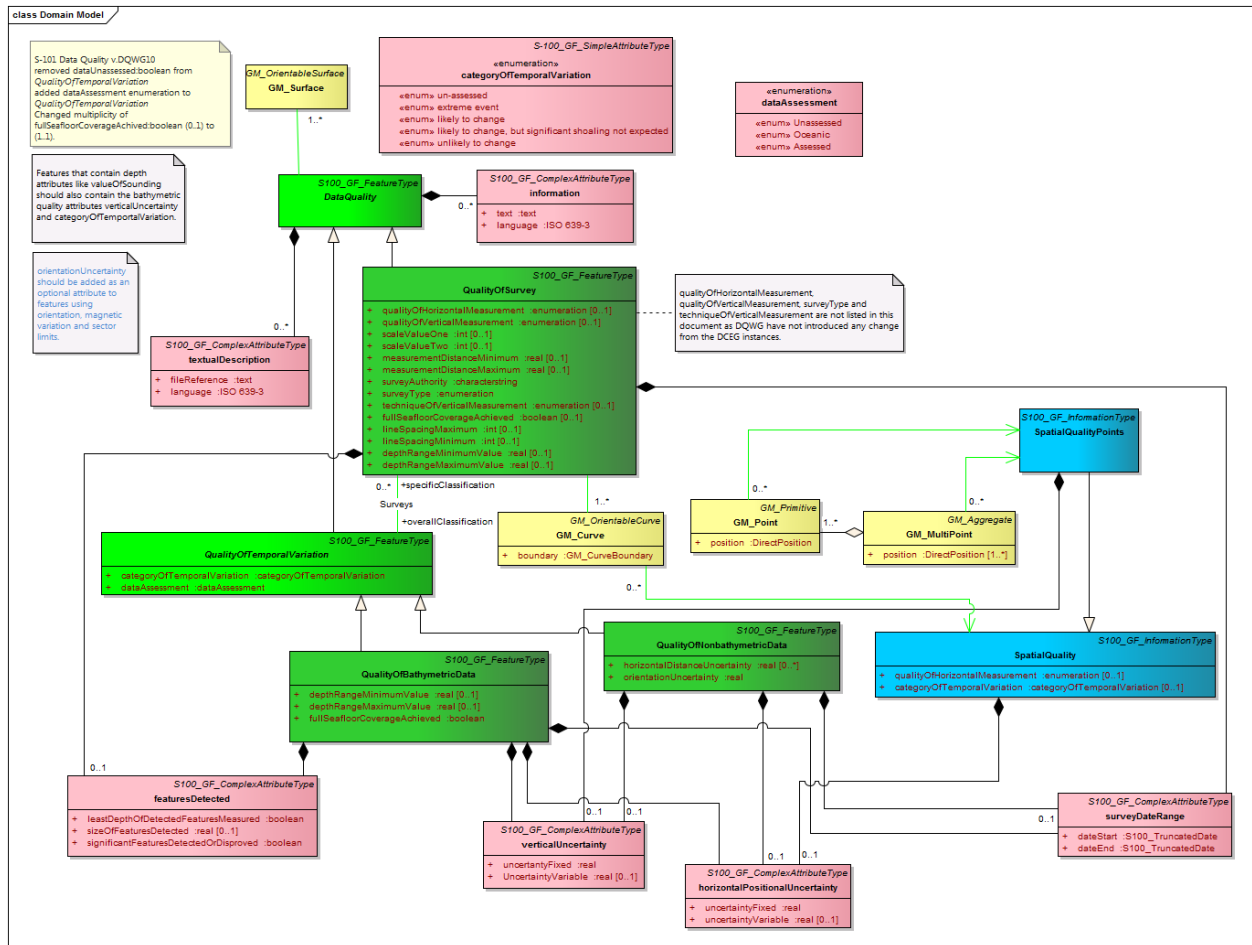 class Domain Model
S-101 Data Quality v.DQWG10
removed dataUnassessed:boolean from
QualityOfTemporalVariation
added dataAssessment enumeration to
QualityOfTemporalVariation
Changed multiplicity of
fullSeafloorCoverageAchived:boolean (0..1) to
(1..1).
GM_OrientableSurface
GM_Surface
1..*
S-100_GF_SimpleAttributeType
«enumeration»
categoryOfTemporalVariation
«enum» un-assessed
«enum» extreme event
«enum» likely to change
«enum» likely to change, but significant shoaling not expected
«enum» unlikely to change
«enumeration»
dataAssessment
«enum» Unassessed
«enum» Oceanic
«enum» Assessed
Features that contain depth
attributes like valueOfSounding
should also contain the bathymetric
quality attributes verticalUncertainty
and categoryOfTemportalVariation.
S100_GF_FeatureType
DataQuality
0..*
S100_GF_ComplexAttributeType
information
+ text :text
+ language :ISO 639-3
orientationUncertainty
should be added as an
optional attribute to
features using
orientation, magnetic
variation and sector
limits.
0..*
S100_GF_ComplexAttributeType
textualDescription
+ fileReference :text
+ language :ISO 639-3
S100_GF_FeatureType
QualityOfSurvey
+ qualityOfHorizontalMeasurement :enumeration [0..1]
+ qualityOfVerticalMeasurement :enumeration [0..1]
+ scaleValueOne :int [0..1]
+ scaleValueTwo :int [0..1]
+ measurementDistanceMinimum :real [0..1]
+ measurementDistanceMaximum :real [0..1]
+ surveyAuthority :characterstring
+ surveyType :enumeration
+ techniqueOfVerticalMeasurement :enumeration [0..1]
+ fullSeafloorCoverageAchieved :boolean [0..1]
+ lineSpacingMaximum :int [0..1]
+ lineSpacingMinimum :int [0..1]
+ depthRangeMinimumValue :real [0..1]
+ depthRangeMaximumValue :real [0..1]
qualityOfHorizontalMeasurement,
qualityOfVerticalMeasurement, surveyType and
techniqueOfVerticalMeasurement are not listed in this
document as DQWG have not introduced any change
from the DCEG instances.
S100_GF_InformationType
SpatialQualityPoints
0..*
+specificClassification
Surveys
+overallClassification
1..*
0..*
0..*
GM_OrientableCurve
GM_Curve
+ boundary :GM_CurveBoundary
GM_Primitive
GM_Point
+ position :DirectPosition
1..*
GM_Aggregate
GM_MultiPoint
+ position :DirectPosition [1..*]
S100_GF_FeatureType
QualityOfTemporalVariation
+ categoryOfTemporalVariation :categoryOfTemporalVariation
+ dataAssessment :dataAssessment
0..*
S100_GF_FeatureType
QualityOfNonbathymetricData
+ horizontalDistanceUncertainty :real [0..*]
+ orientationUncertainty :real
S100_GF_InformationType
SpatialQuality
+ qualityOfHorizontalMeasurement :enumeration [0..1]
+ categoryOfTemporalVariation :categoryOfTemporalVariation [0..1]
S100_GF_FeatureType
QualityOfBathymetricData
+ depthRangeMinimumValue :real [0..1]
+ depthRangeMaximumValue :real [0..1]
+ fullSeafloorCoverageAchieved :boolean
0..1
S100_GF_ComplexAttributeType
featuresDetected
+ leastDepthOfDetectedFeaturesMeasured :boolean
+ sizeOfFeaturesDetected :real [0..1]
+ significantFeaturesDetectedOrDisproved :boolean
0..1
0..1
S100_GF_ComplexAttributeType
verticalUncertainty
+ uncertantyFixed :real
+ UncertaintyVariable :real [0..1]
0..1
0..1
S100_GF_ComplexAttributeType
horizontalPositionalUncertainty
+ uncertaintyFixed :real
+ uncertaintyVariable :real [0..1]
0..1
S100_GF_ComplexAttributeType
surveyDateRange
+ dateStart :S100_TruncatedDate
+ dateEnd :S100_TruncatedDate